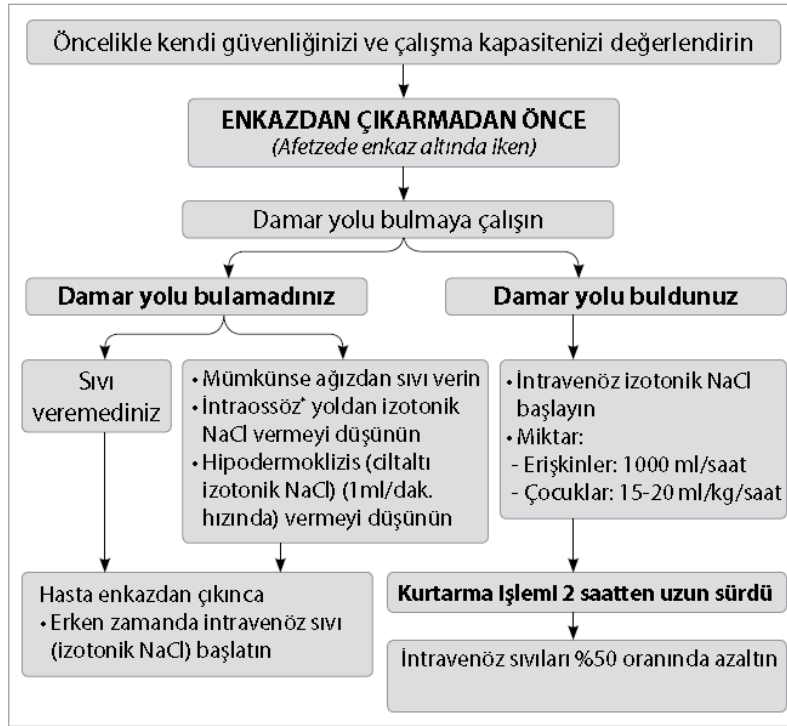 Öncelikle kendi güvenliğinizi ve çalışma kapasitenizi değerlendirin
ENKAZDAN ÇIKARMADAN ÖNCE
(Afetzede enkaz altında iken)
Damar yolu bulmaya çalışın
Damar yolu bulamadınız
Damar yolu buldunuz
Sıvı
veremediniz
• Mümkünse ağızdan sıvı verin
• İntraossöz* yoldan izotonik
NaCl vermeyi düşünün
• Hipodermoklizis (ciltaltı
izotonik NaCl) (1ml/dak.
hızında) vermeyi düşünün
• İntravenöz izotonik NaCl
başlayın
• Miktar:
- Erişkinler: 1000 ml/saat
- Çocuklar: 15-20 ml/kg/saat
Hasta enkazdan çıkınca
• Erken zamanda intravenöz sıvı
(izotonik NaCl) başlatın
Kurtarma işlemi 2 saatten uzun sürdü
İntravenöz sıvıları %50 oranında azaltın